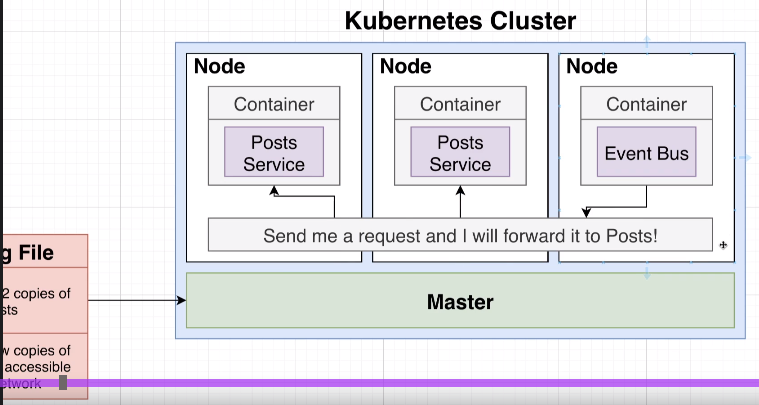 Kubernetes Cluster
Node
Node
Node
Container
Container
Container
Posts
Service
Posts
Service
Event Bus
Send me a request and I will forward it to Posts!
g File
2 copies of
sts
Master
w copies of
accessible
etwork